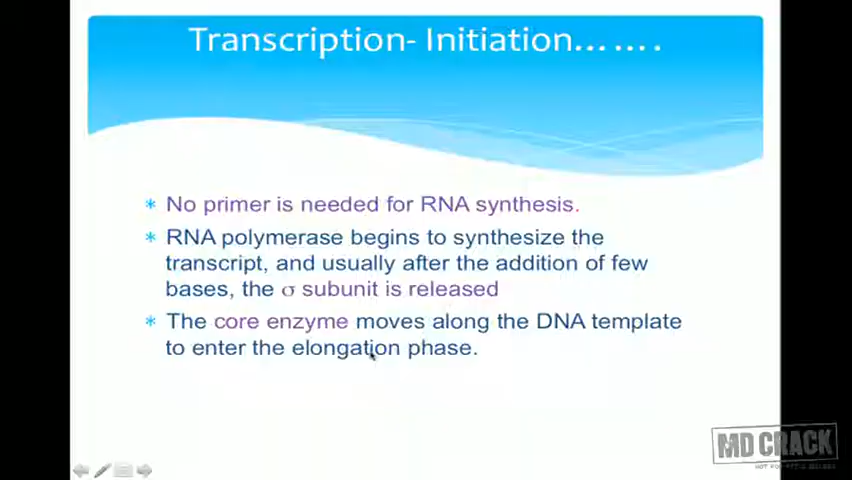 Transcription- Initiation…….
* No primer is needed for RNA synthesis.
* RNA polymerase begins to synthesize the
transcript, and usually after the addition of few
bases, the σ subunit is released
* The core enzyme moves along the DNA template
to enter the elongation phase.
MD CRACK